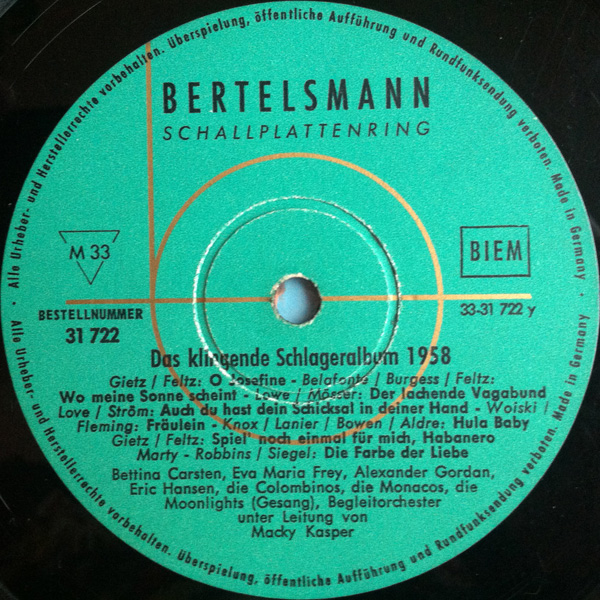 Alle Urheber- und Herstellerrechte vorbehalten. Überspielung, öffentliche Aufführung und Rundfunksendung verboten. Made in Germany
BERTELSMANN
SCHALLPLATTENRING
M 33
BIEM
BESTELLNUMMER
31 722
33-31 722 y
Das klingende Schlageralbum 1958
Gietz / Feltz: O Josefine - Belafonte / Burgess / Feltz:
Wo meine Sonne scheint - Lowe / Mösser: Der lachende Vagabund
Love / Ström: Auch du hast dein Schicksal in deiner Hand - Woiski /
Fleming: Fräulein - Knox / Lanier / Bowen / Aldre: Hula Baby
Gietz / Feltz: Spiel noch einmal für mich, Habanero
Marty - Robbins / Siegel: Die Farbe der Liebe
Bettina Carsten, Eva Maria Frey, Alexander Gordan,
Eric Hansen, die Colombinos, die Monacos, die
Moonlights (Gesang), Begleitorchester
unter Leitung von
Macky Kasper
Alle Urheber- und Herstellerrechte vorbehalten. Überspielung, öffentliche Aufführung und Rundfunksendung verboten. Made in Germany